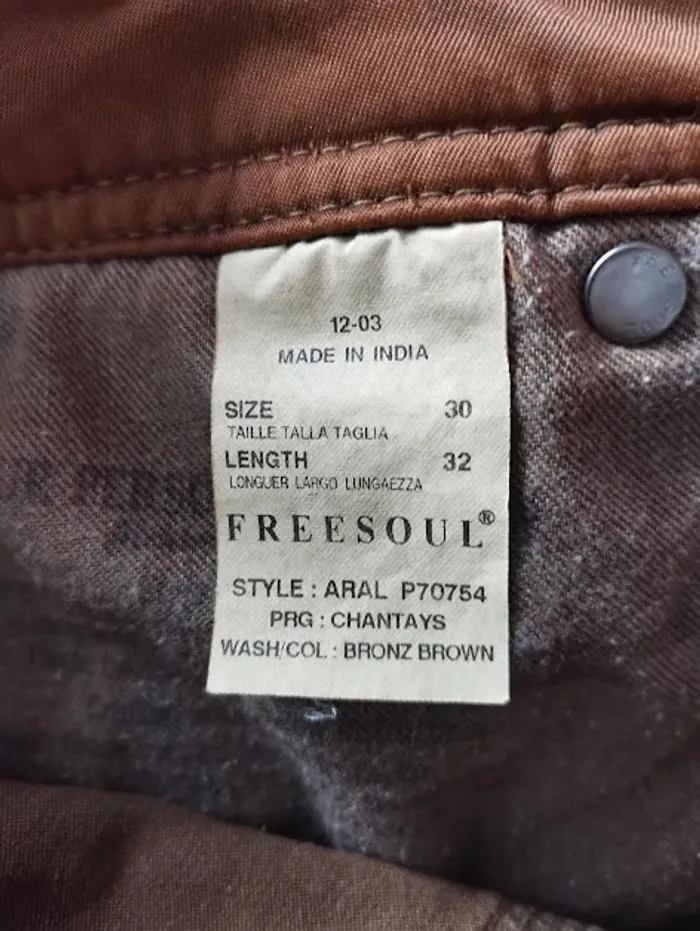 12-03
MADE IN INDIA
SIZE 30
TAILLE TALLA TAGLIA
LENGTH 32
LONGUER LARGO LUNGAEZZA
FREESOUL®
STYLE : ARAL P70754
PRG : CHANTAYS
WASH/COL : BRONZ BROWN